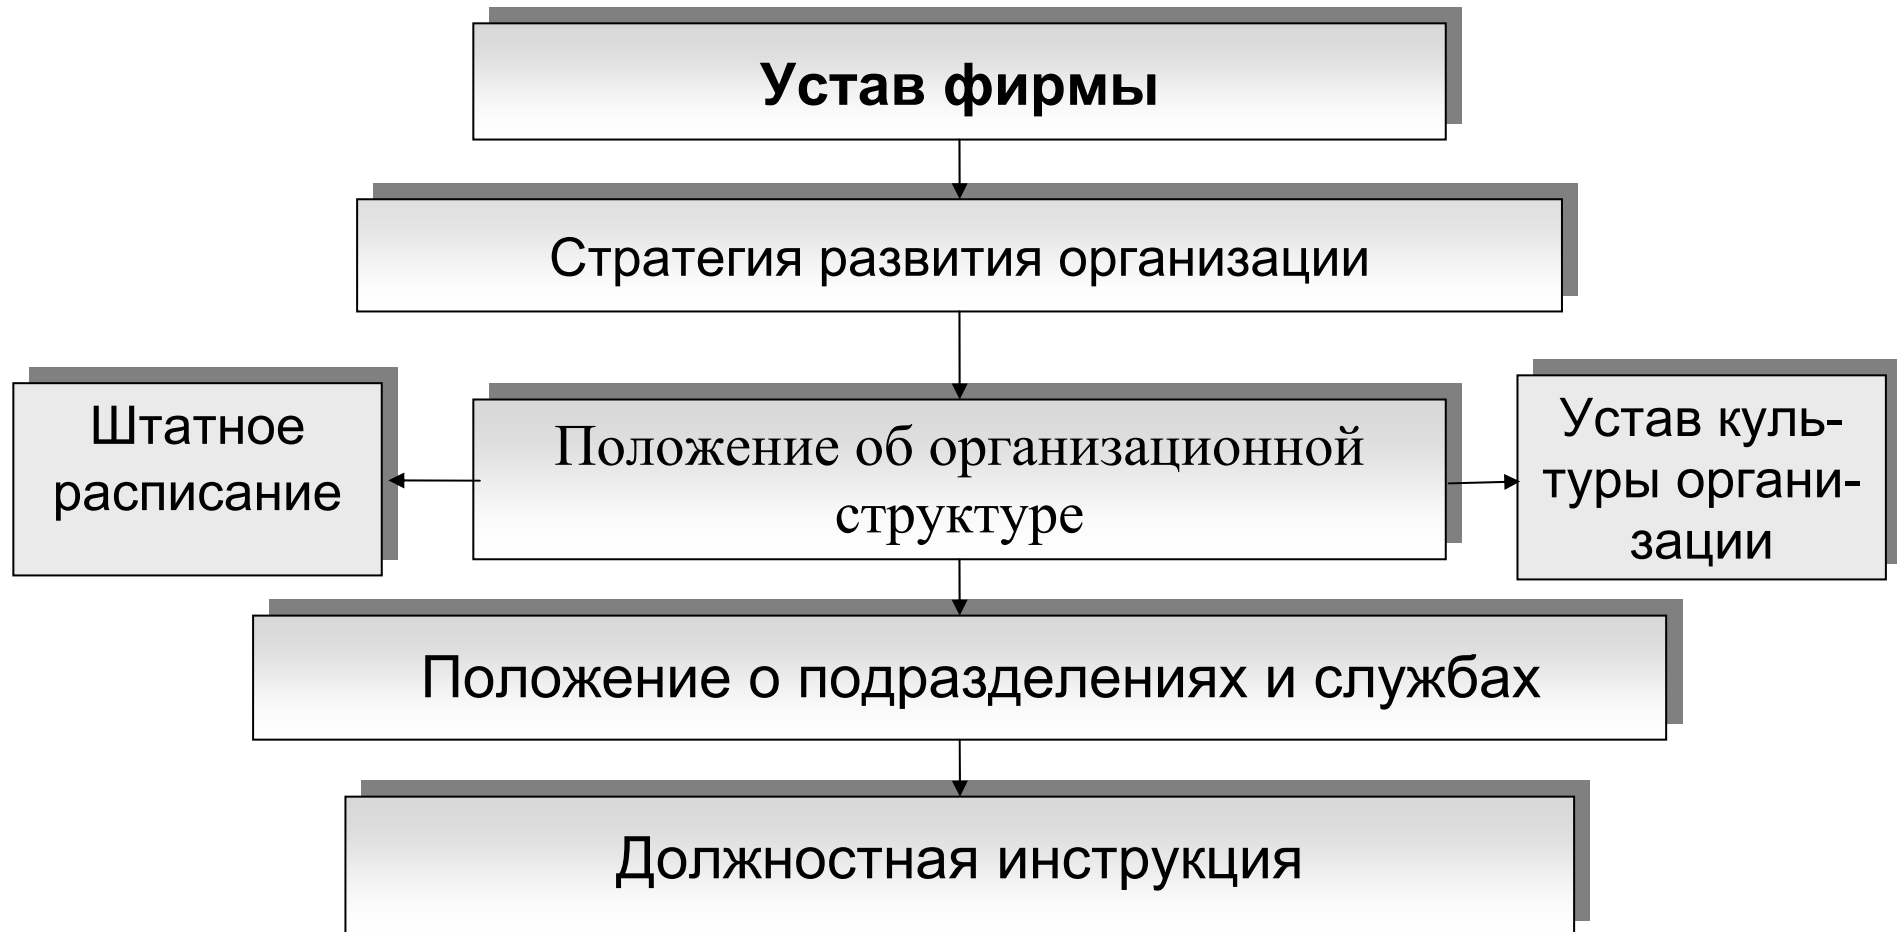 Устав фирмы
Стратегия развития организации
Штатное
расписание
Положение об организационной
структуре
Устав куль-
туры органи-
зации
Положение о подразделениях и службах
Должностная инструкция